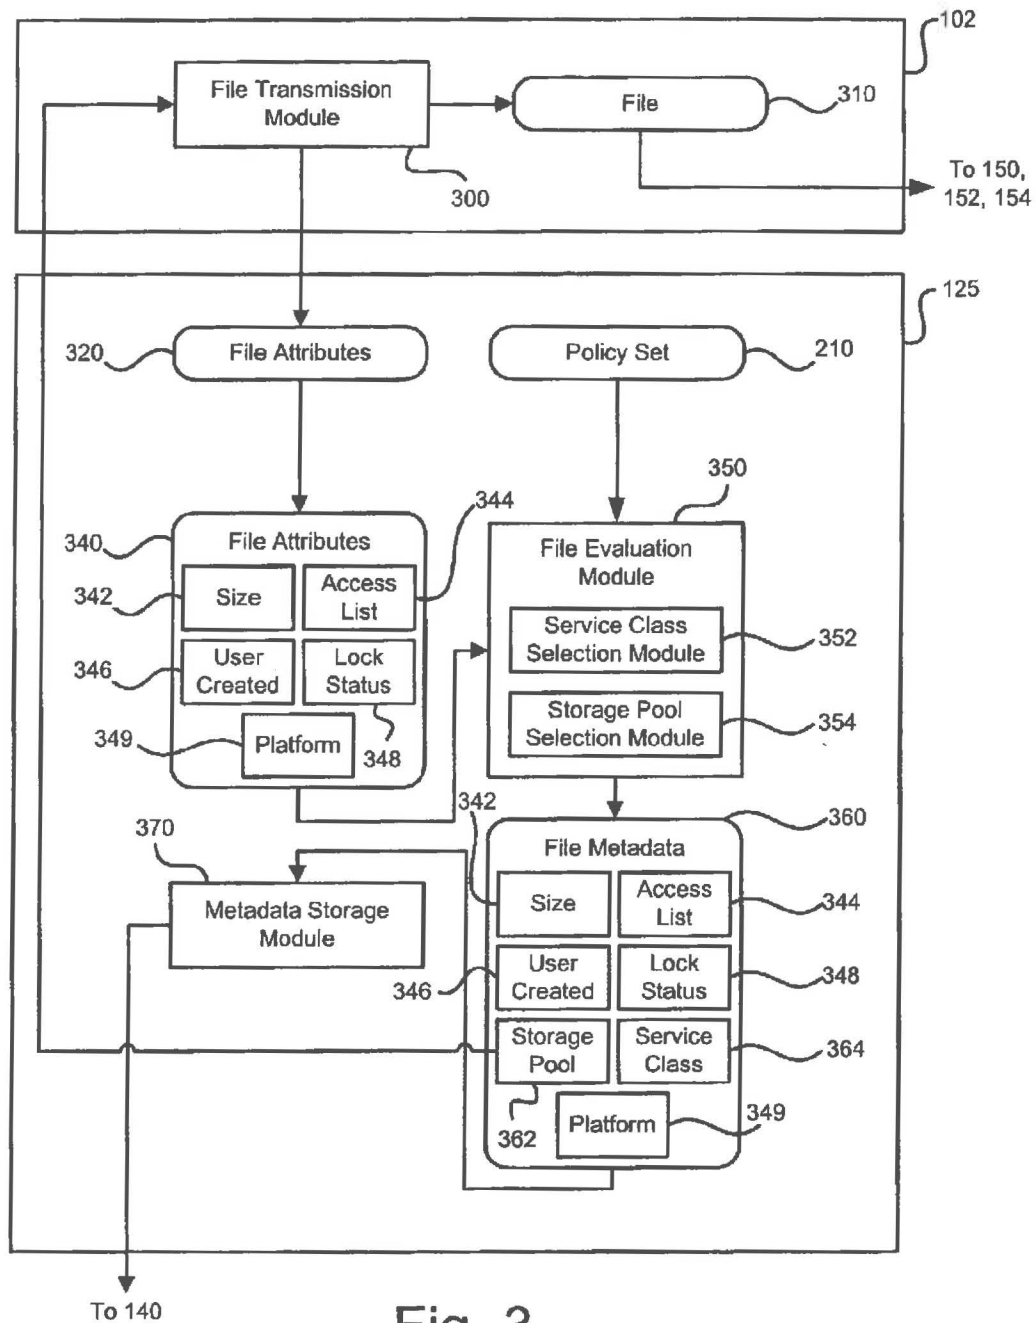 102
File Transmission
Module
File
310
300
To 150,
152, 154
125
320
File Attributes
Policy Set
210
350
344
340
File Attributes
File Evaluation
Module
342
Size
Access
List
Service Class
Selection Module
352
346
User
Created
Lock
Status
Storage Pool
Selection Module
354
349
Platform
348
342
360
370
File Metadata
Metadada Storage
Module
Size
Access
List
344
346
User
Created
Lock
Status
348
Storage
Pool
Service
Class
364
362
Platform
349
To 140
Fig. 3